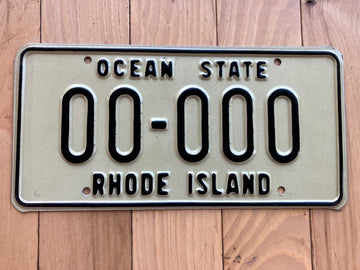 OCEAN STATE
00-000
RHODE ISLAND